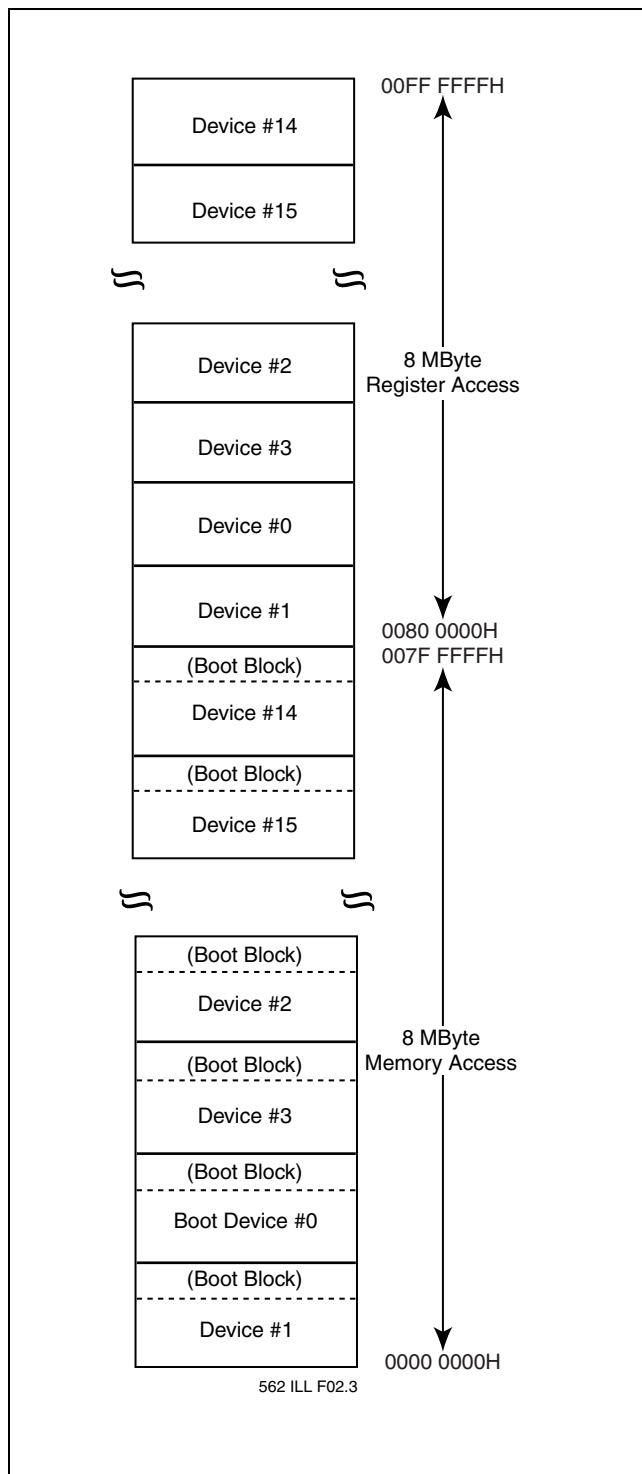 00FF FFFFH
Device #14
Device #15
Device #2
8 MByte
Register Access
Device #3
Device #0
Device #1
0080 0000H
007F FFFFH
(Boot Block)
Device #14
(Boot Block)
Device #15
(Boot Block)
Device #2
8 MByte
Memory Access
(Boot Block)
Device #3
(Boot Block)
Boot Device #0
(Boot Block)
Device #1
0000 0000H
562 ILL F02.3